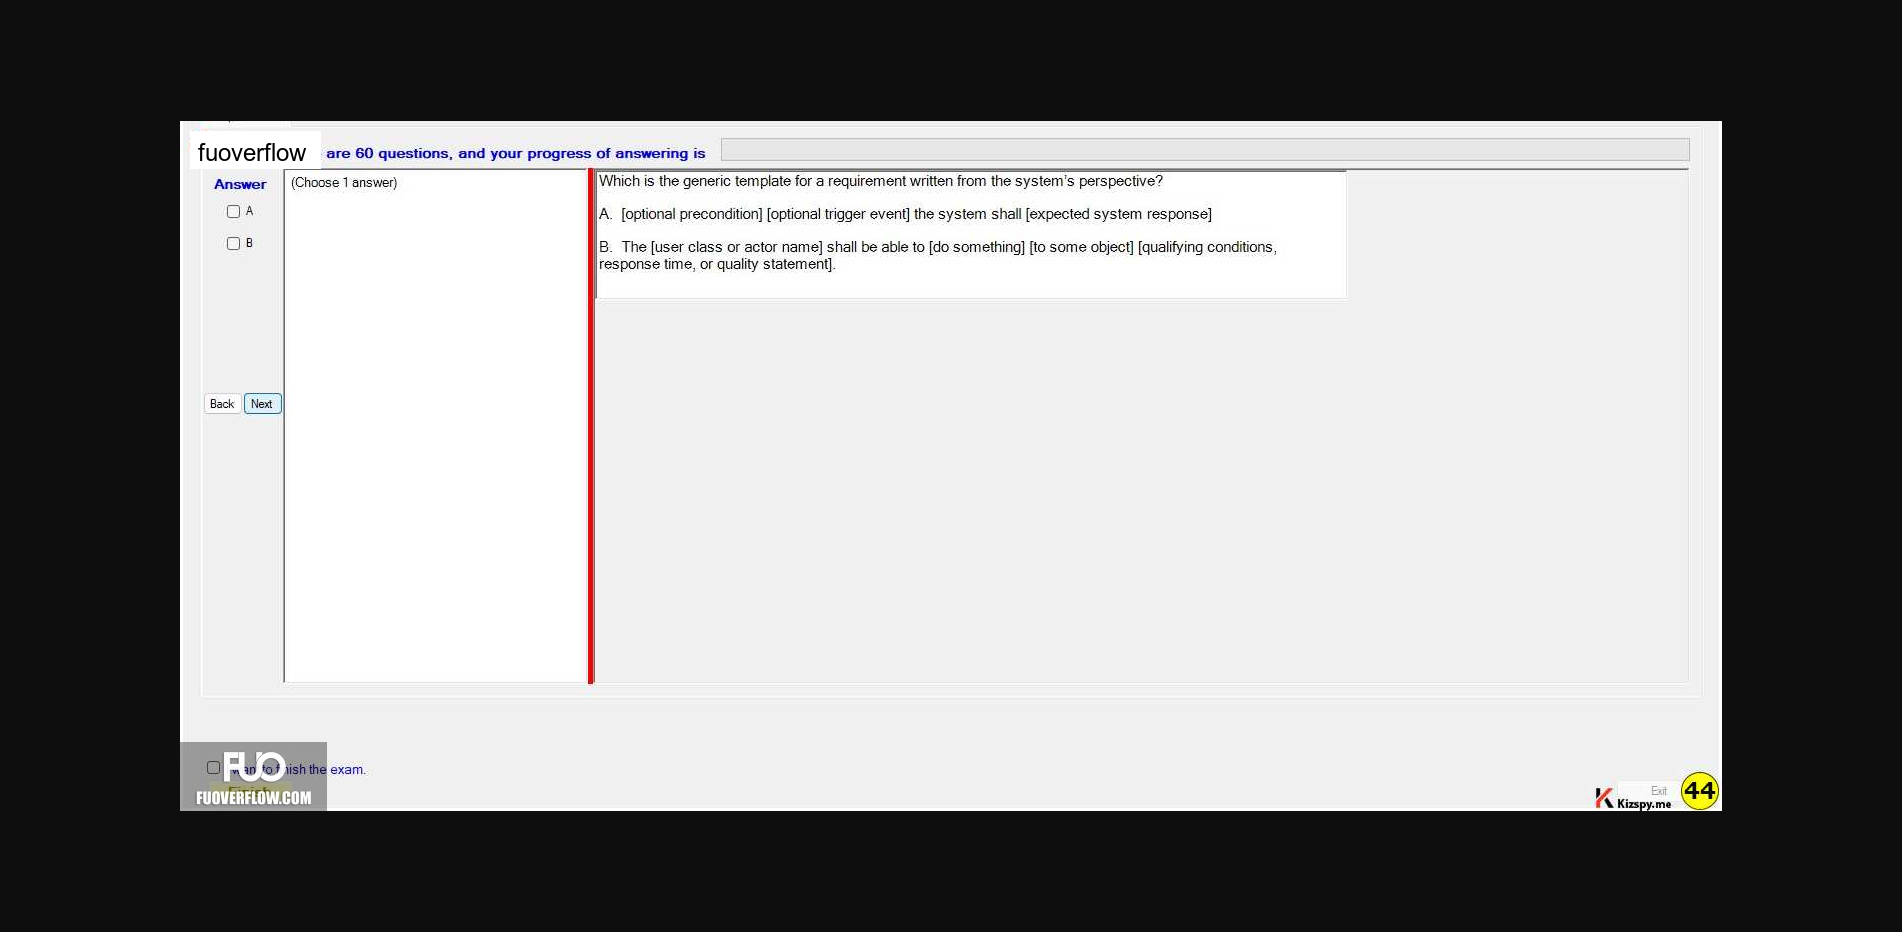 fuoverflow are 60 questions, and your progress of answering is
Answer
(Choose 1 answer)
A
B
Back Next
Which is the generic template for a requirement written from the system's perspective?
A. [optional precondition] [optional trigger event] the system shall [expected system response]
B. The [user class or actor name] shall be able to [do something] [to some object] [qualifying conditions,
response time, or quality statement].
FUO
to the exam.
Finish
FUOVERFLOW.COM
Exit
Kizspy.me
44